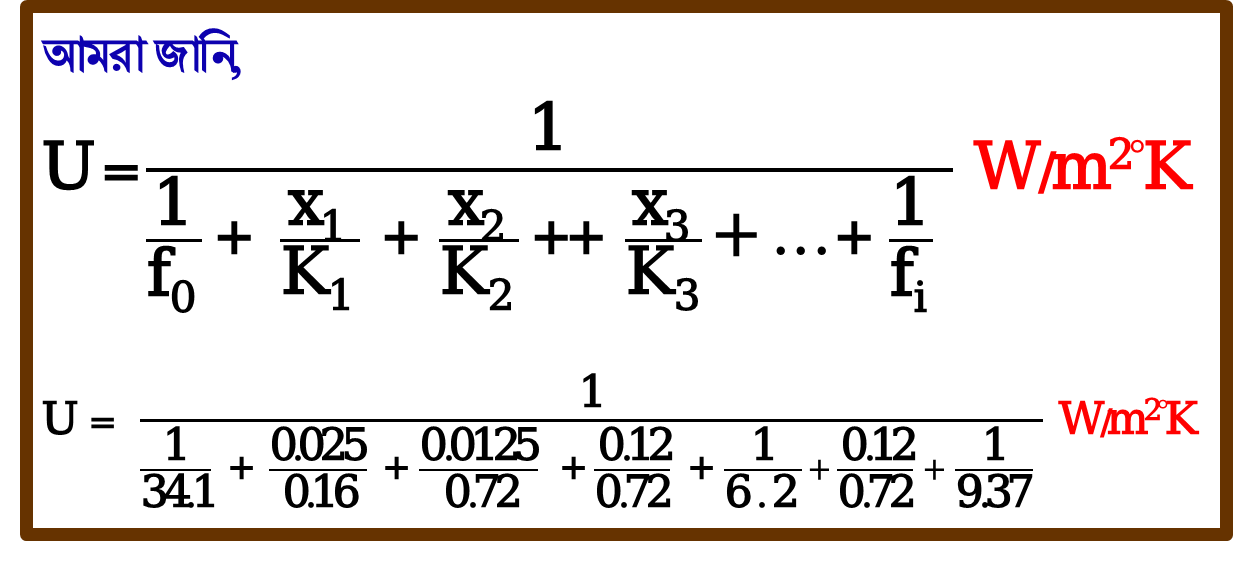 আমরা জানি,
1
U = ――― W/m²°K
1/f₀ + x₁/K₁ + x₂/K₂ ++ x₃/K₃ + ... + 1/fᵢ
1
U = ――― W/m²°K
1/34.1 + 0.025/0.16 + 0.0125/0.72 + 0.12/0.72 + 1/6.2 + 0.12/0.72 + 1/9.37